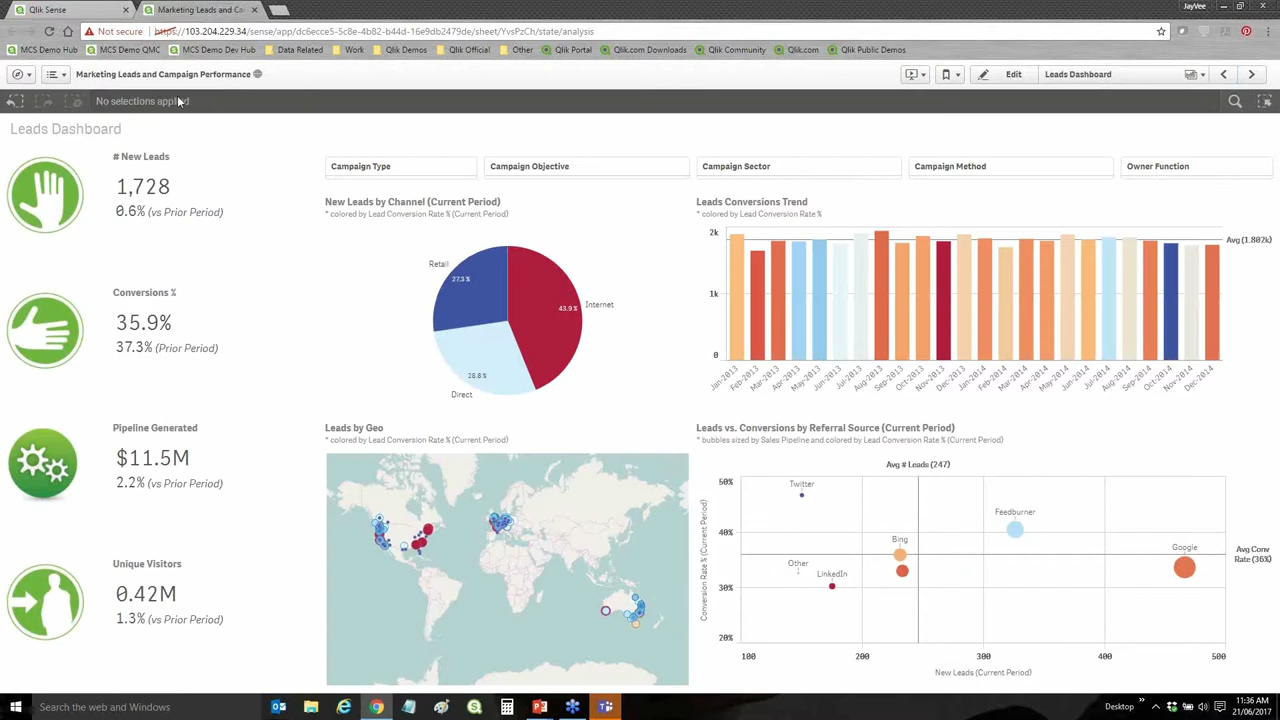 Qlik Sense
Marketing Leads and Cam
JayVee
Not secure
https://103.204.229.34/sense/app/dc6ecce5-5c8e-4b82-b44d-16e9db2479de/sheet/YvsPzCh/state/analysis
MCS Demo Hub
MCS Demo QMC
MCS Demo Dev Hub
Data Related
Work
Qlik Demos
Qlik Official
Other
Qlik Portal
Qlik.com Downloads
Qlik Community
Qlik.com
Qlik Public Demos
Marketing Leads and Campaign Performance
Edit
Leads Dashboard
No selections applied
Leads Dashboard
# New Leads
1,728
0.6% (vs Prior Period)
Conversions %
35.9%
37.3% (Prior Period)
Pipeline Generated
$11.5M
2.2% (vs Prior Period)
Unique Visitors
0.42M
1.3% (vs Prior Period)
Campaign Type
Campaign Objective
Campaign Sector
Campaign Method
Owner Function
New Leads by Channel (Current Period)
* colored by Lead Conversion Rate % (Current Period)
Retail
27.3 %
43.9 %
Internet
28.8 %
Direct
Leads Conversions Trend
* colored by Lead Conversion Rate %
2k
1k
0
Avg (1.802k)
Jan-2013
Feb-2013
Mar-2013
Apr-2013
May-2013
Jun-2013
Jul-2013
Aug-2013
Sep-2013
Oct-2013
Nov-2013
Dec-2013
Jan-2014
Feb-2014
Mar-2014
Apr-2014
May-2014
Jun-2014
Jul-2014
Aug-2014
Sep-2014
Oct-2014
Nov-2014
Dec-2014
Leads by Geo
* colored by Lead Conversion Rate % (Current Period)
Leads vs. Conversions by Referral Source (Current Period)
* bubbles sized by Sales Pipeline and colored by Lead Conversion Rate % (Current Period)
Avg # Leads (247)
Conversion Rate % (Current Period)
50%
40%
30%
20%
Twitter
Feedburner
Bing
Google
Other
LinkedIn
Avg Conv
Rate (36%)
100
200
300
400
500
New Leads (Current Period)
Search the web and Windows
Desktop
11:36 AM
21/06/2017